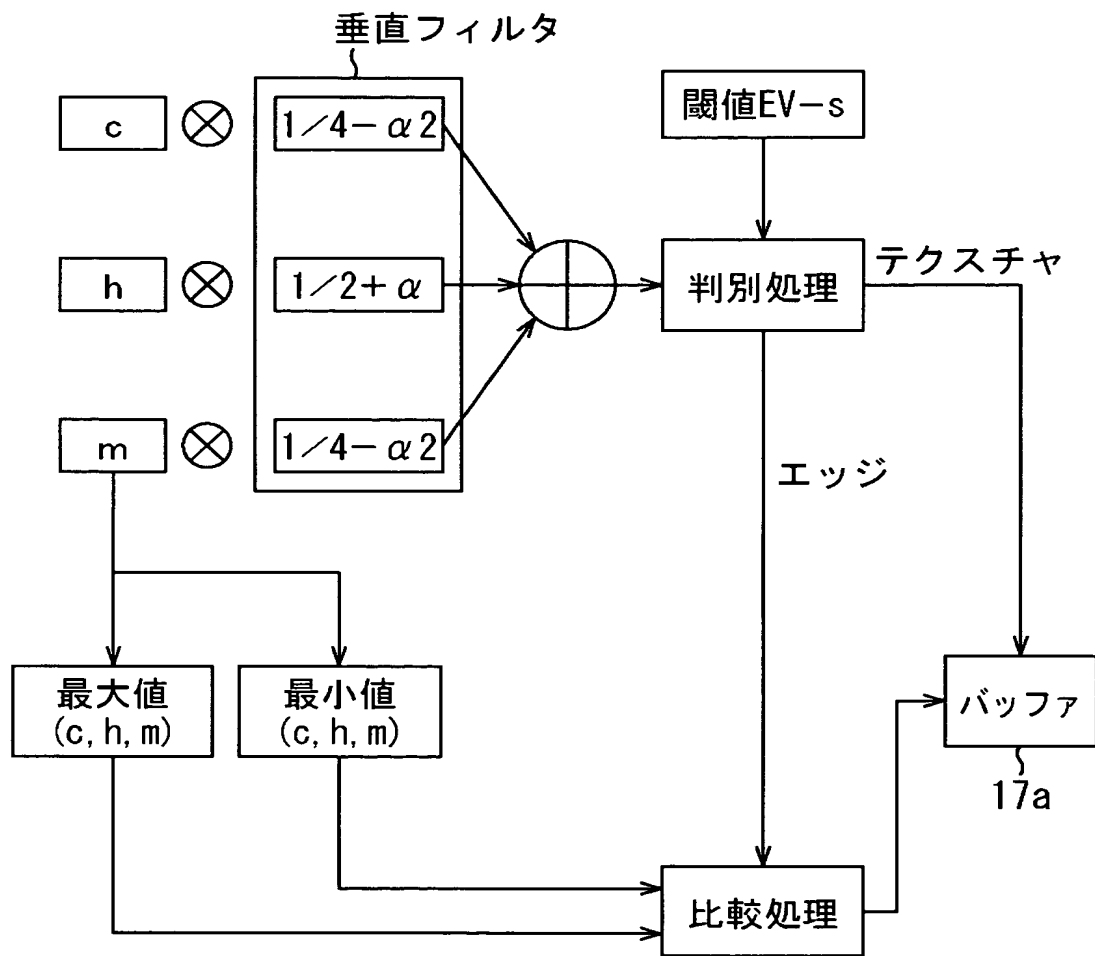 垂直フィルタ
c
1/4-α2
閾値EV-s
h
1/2+α
判別処理
テクスチャ
m
1/4-α2
エッジ
最大値
(c,h,m)
最小値
(c,h,m)
バッファ
17a
比較処理